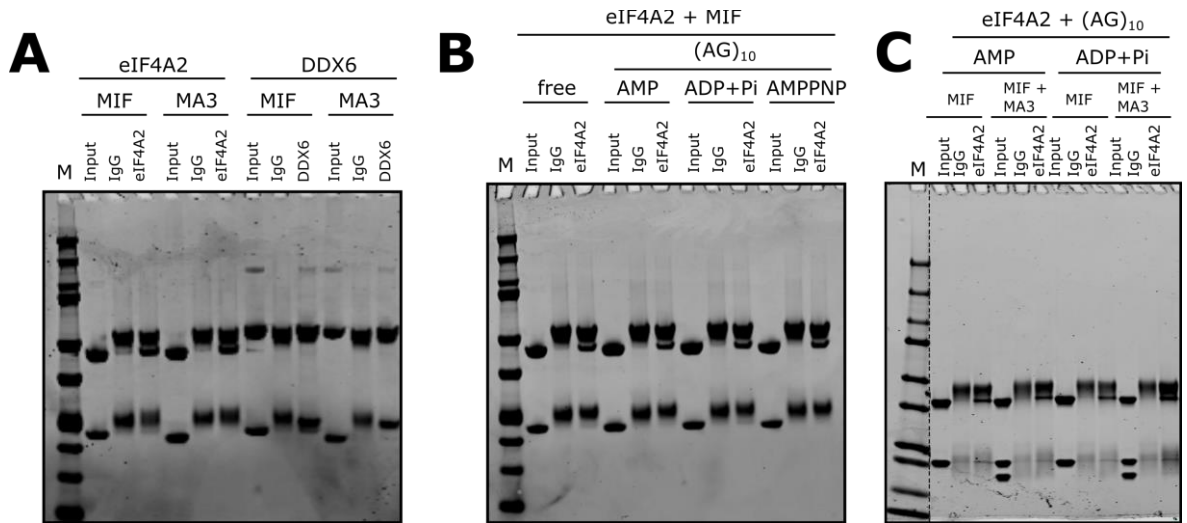 A
eIF4A2 DDX6
MIF MA3 MIF MA3
M Input IgG eIF4A2 Input IgG eIF4A2 Input IgG DDX6 Input IgG DDX6
B
eIF4A2 + MIF
(AG)10
free AMP ADP+Pi AMPPNP
M Input IgG eIF4A2 Input IgG eIF4A2 Input IgG eIF4A2 Input IgG eIF4A2
C
eIF4A2 + (AG)10
AMP ADP+Pi
MIF MIF + MA3 MIF MIF + MA3
M Input IgG eIF4A2 Input IgG eIF4A2 Input IgG eIF4A2 Input IgG eIF4A2